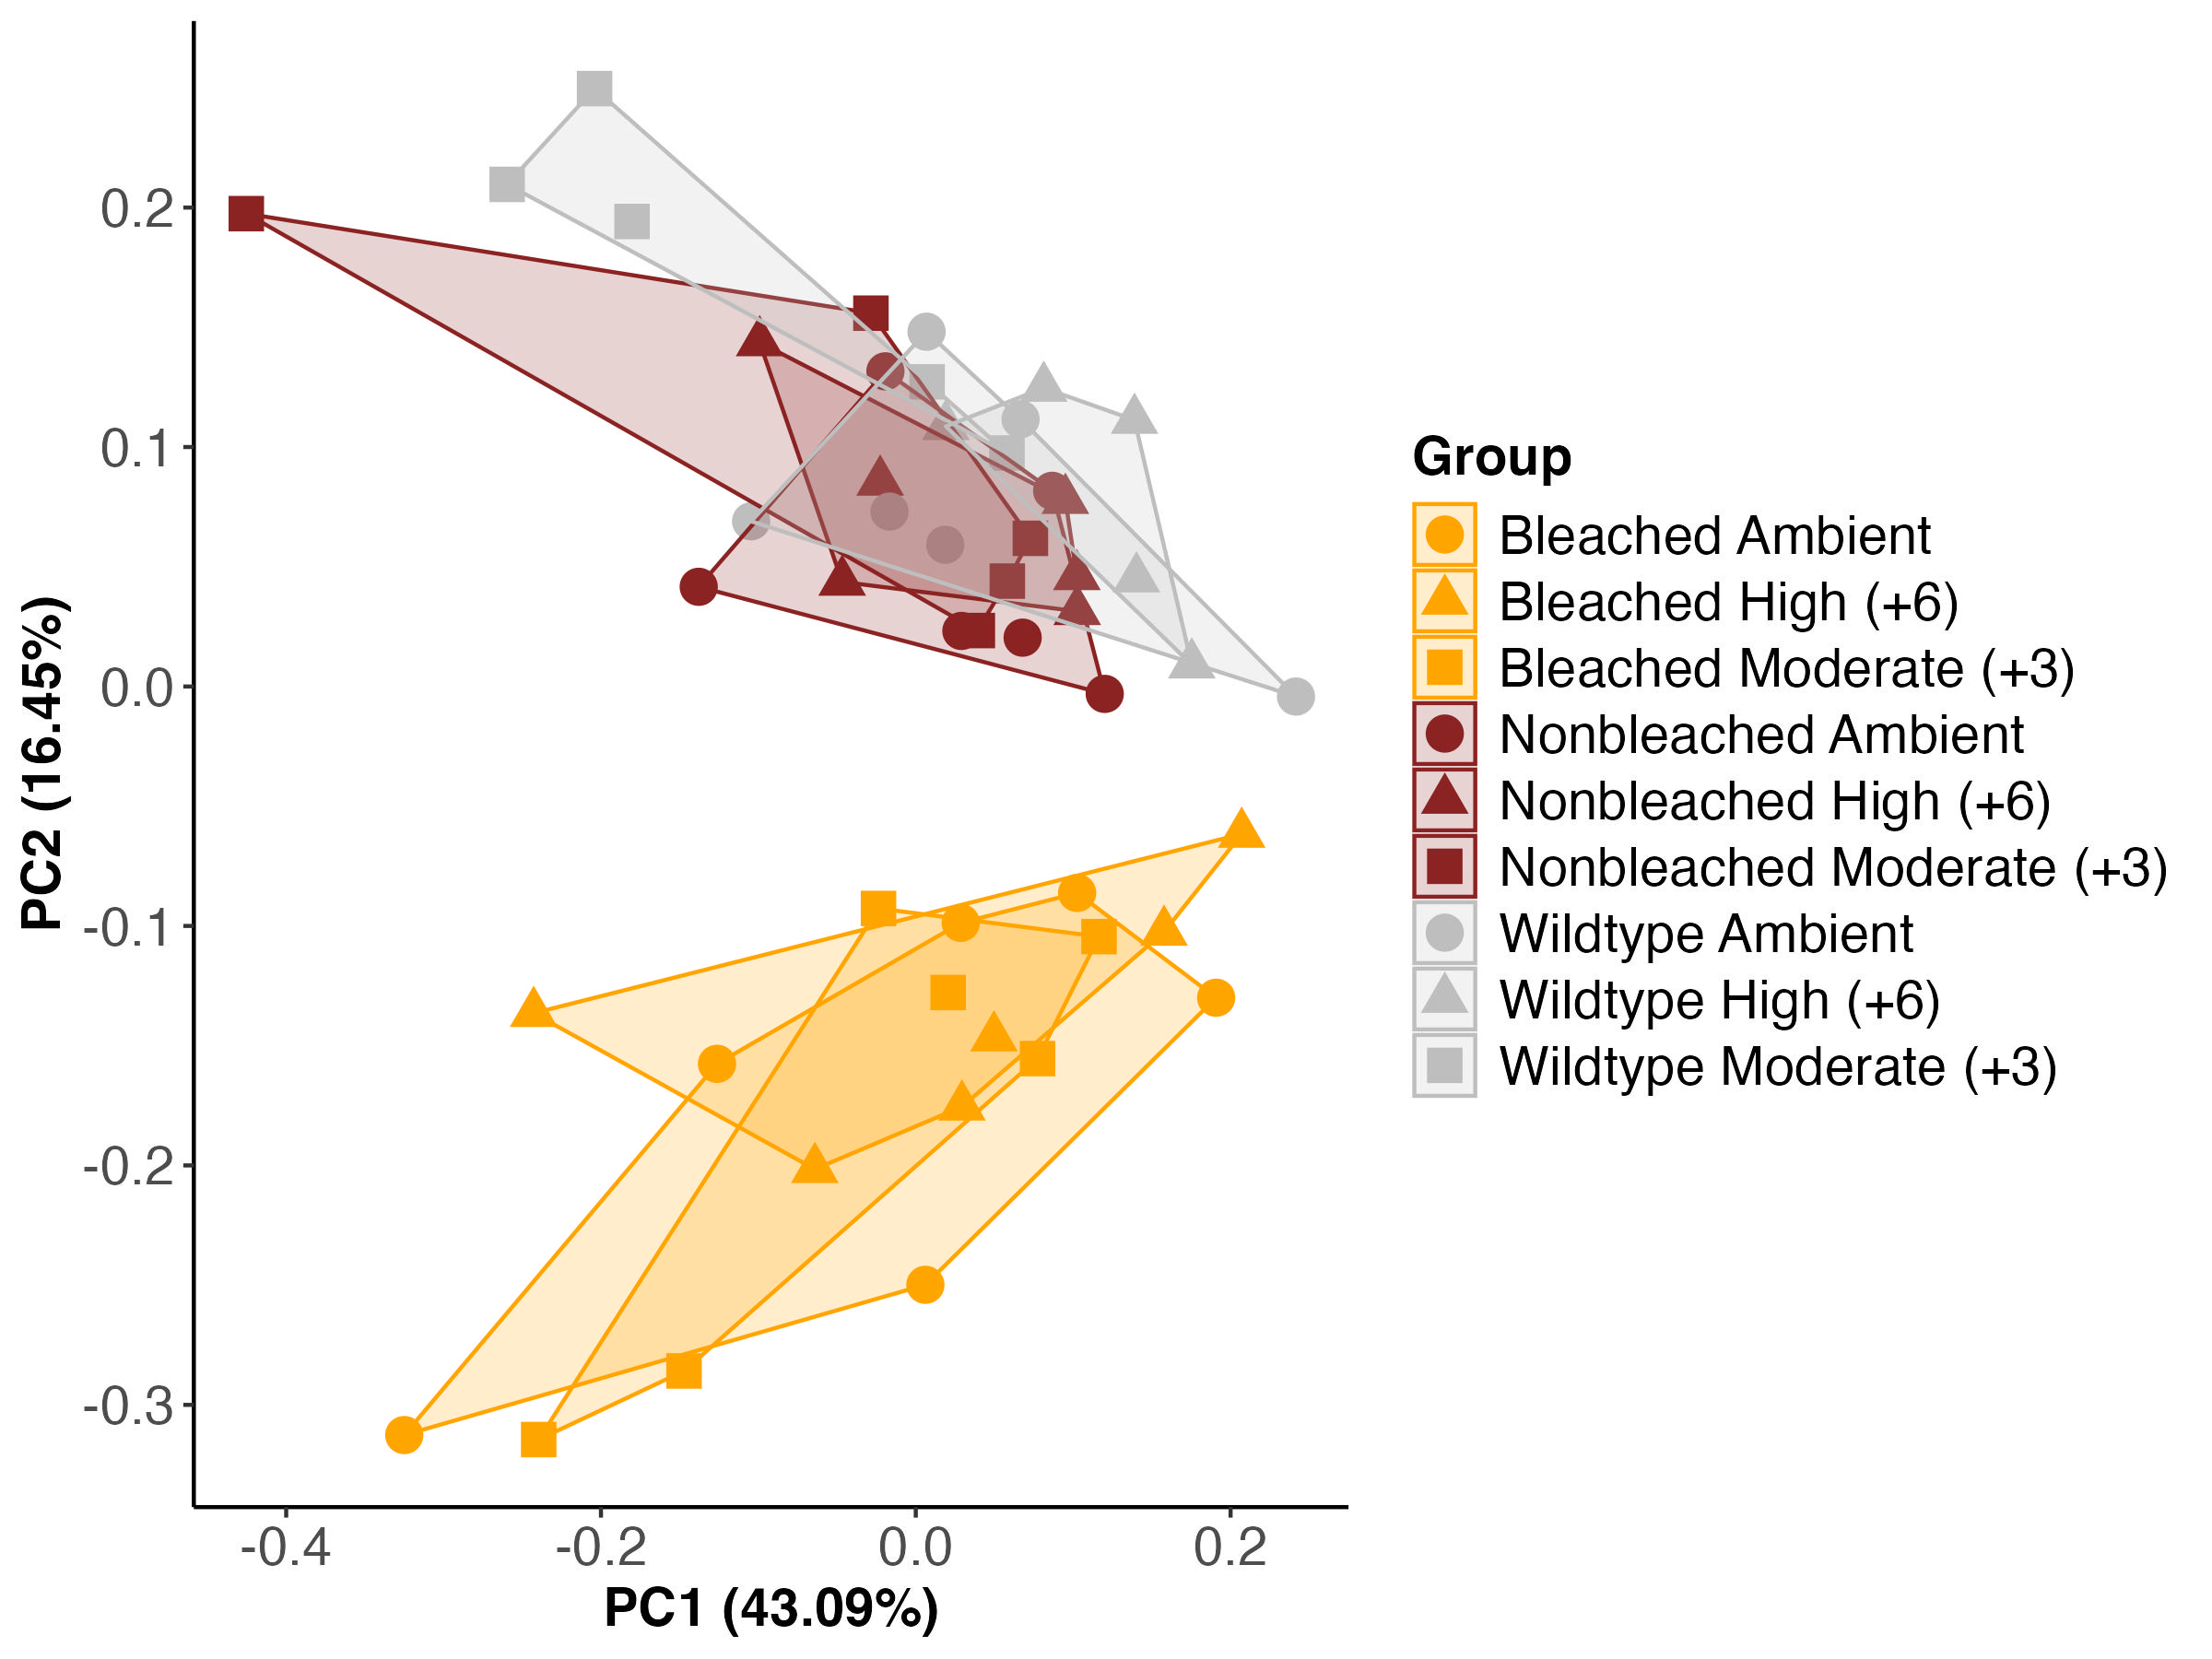 PC2 (16.45%)
0.2
0.1
0.0
-0.1
-0.2
-0.3
-0.4
-0.2
0.0
0.2
PC1 (43.09%)
Group
Bleached Ambient
Bleached High (+6)
Bleached Moderate (+3)
Nonbleached Ambient
Nonbleached High (+6)
Nonbleached Moderate (+3)
Wildtype Ambient
Wildtype High (+6)
Wildtype Moderate (+3)